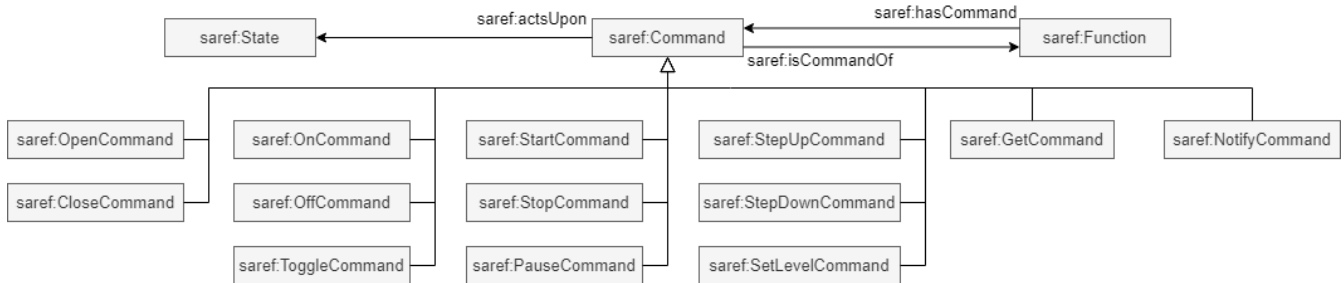 saref:actsUpon
saref:hasCommand
saref:State
saref:Command
saref:Function
saref:isCommandOf
saref:OpenCommand
saref:OnCommand
saref:StartCommand
saref:StepUpCommand
saref:GetCommand
saref:NotifyCommand
saref:CloseCommand
saref:OffCommand
saref:StopCommand
saref:StepDownCommand
saref:ToggleCommand
saref:PauseCommand
saref:SetLevelCommand